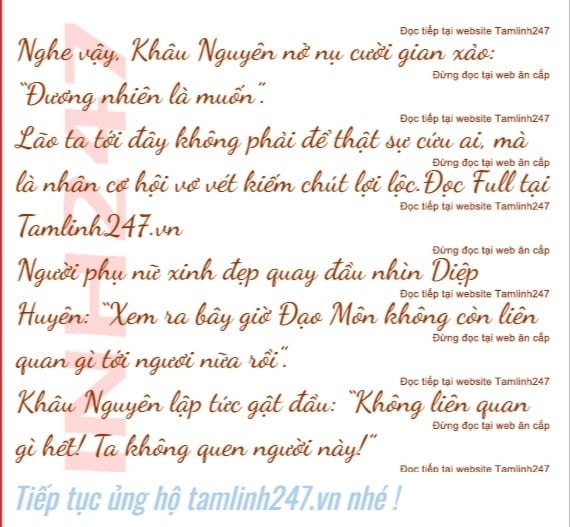 Đọc tiếp tại website Tamlinh247
Nghe vậy, Khâu Nguyên nở nụ cười gian xảo:
Đừng đọc tại web ăn cắp
"Đương nhiên là muốn".
Đọc tiếp tại website Tamlinh247
Lão ta tới đây không phải để thật sự cứu ai, mà
Đừng đọc tại web ăn cắp
là nhân cơ hội vơ vét kiếm chút lợi lộc.Đọc Full tại
Đọc tiếp tại website Tamlinh247
Tamlinh247.vn
Đừng đọc tại web ăn cắp
Người phụ nữ xinh đẹp quay đầu nhìn Diệp
Đọc tiếp tại website Tamlinh247
Huyên: "Xem ra bây giờ Đạo Môn không còn liên
Đừng đọc tại web ăn cắp
quan gì tới ngươi nữa rồi".
Đọc tiếp tại website Tamlinh247
Khâu Nguyên lập tức gật đầu: "Không liên quan
Đừng đọc tại web ăn cắp
gì hết! Ta không quen người này!"
Đọc tiếp tại website Tamlinh247
Tiếp tục ủng hộ tamlinh247.vn nhé !
INH247